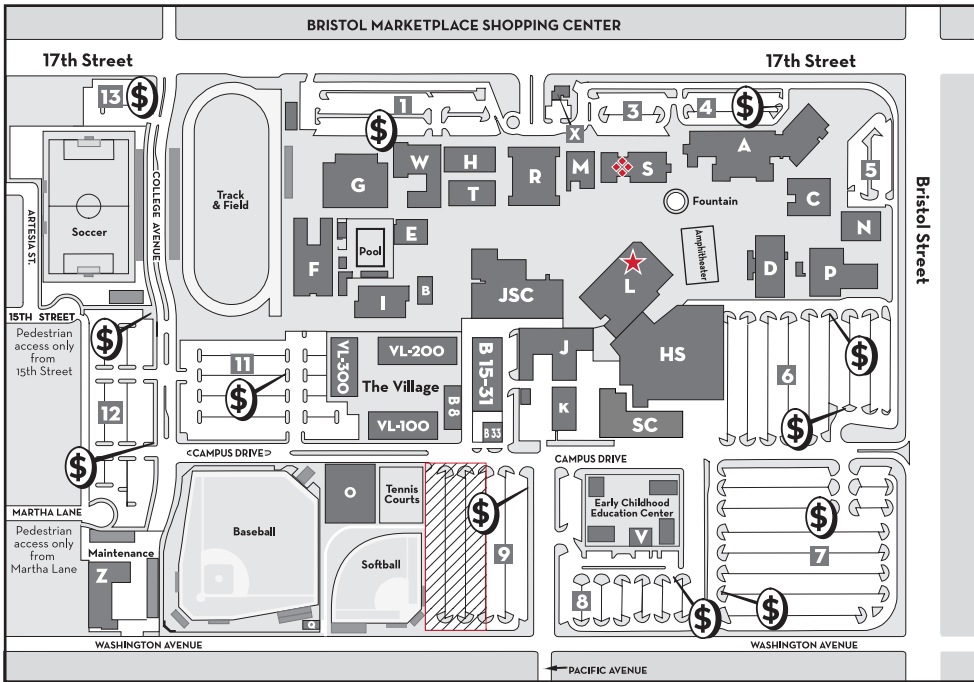 BRISTOL MARKETPLACE SHOPPING CENTER
17th Street
17th Street
13
$
1
$
3
4
$
X
A
5
W
H
G
T
R
M
S
C
N
Track
& Field
Soccer
COLLEGE AVENUE
ARTESIA ST.
Fountain
Amphitheater
Bristol Street
F
Pool
E
I
B
JSC
L
D
P
15TH STREET
Pedestrian
access only
from
15th Street
$
11
$
VL-300
VL-200
The Village
VL-100
B 8
B 15-31
B 33
J
K
HS
SC
6
$
$
12
$
<CAMPUS DRIVE>
CAMPUS DRIVE
MARTHA LANE
Pedestrian
access only
from
Martha Lane
Maintenance
Z
Baseball
O
Tennis
Courts
Softball
Q
$
9
Early Childhood
Education Center
V
8
$
$
7
$
WASHINGTON AVENUE
WASHINGTON AVENUE
PACIFIC AVENUE